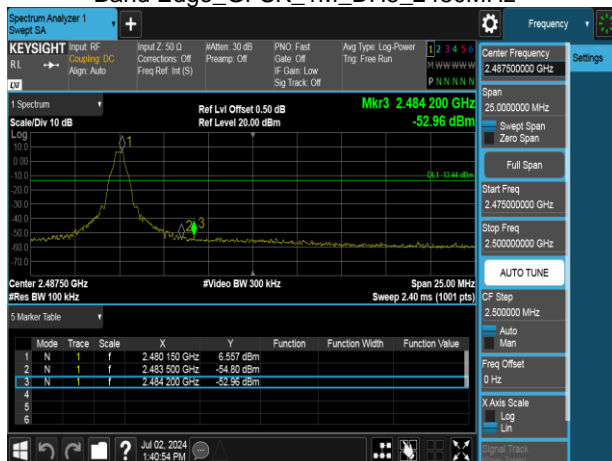 Band Edge_GFSK_1M_BHS_2480MHz
Spectrum Analyzer 1
Swept SA
+
Frequency
KEYSIGHT
RL
Input: RF
Coupling: DC
Align: Auto
Input Z: 50 Ω
Corrections: Off
Freq Ref: Int (S)
#Atten: 30 dB
Preamp: Off
PNO: Fast
Gate: Off
IF Gain: Low
Sig Track: Off
Avg Type: Log-Power
Trig: Free Run
1 2 3 4 5 6
M W W W W W
P N N N N N
Center Frequency
2.487500000 GHz
Settings
Span
25.0000000 MHz
Swept Span
Zero Span
Full Span
Start Freq
2.475000000 GHz
Stop Freq
2.500000000 GHz
AUTO TUNE
CF Step
2.500000 MHz
Auto
Man
Freq Offset
0 Hz
X Axis Scale
Log
Lin
Signal Track
1 Spectrum
Scale/Div 10 dB
Ref Lvl Offset 0.50 dB
Ref Level 20.00 dBm
Mkr3 2.484 200 GHz
-52.96 dBm
Log
10.0
0.00
-10.0
-20.0
-30.0
-40.0
-50.0
-60.0
-70.0
1
2
3
DL1 -13.44 dBm
Center 2.48750 GHz
#Res BW 100 kHz
#Video BW 300 kHz
Span 25.00 MHz
Sweep 2.40 ms (1001 pts)
5 Marker Table
Mode Trace Scale X Y Function Function Width Function Value
1 N 1 f 2.480 150 GHz 6.557 dBm
2 N 1 f 2.483 500 GHz -54.80 dBm
3 N 1 f 2.484 200 GHz -52.96 dBm
4
5
6
?
Jul 02, 2024
1:40:54 PM